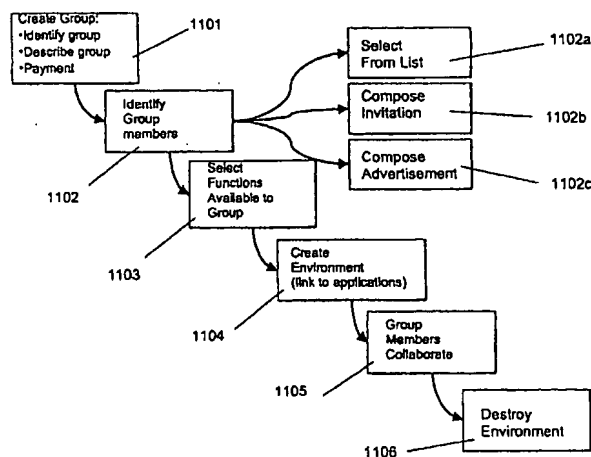 Create Group:
•Identify group
•Describe group
•Payment
1101
Identify
Group
members
1102
Select
From List
1102a
Compose
Invitation
1102b
Compose
Advertisement
1102c
Select
Functions
Available to
Group
1103
Create
Environment
(link to applications)
1104
Group
Members
Collaborate
1105
Destroy
Environment
1106